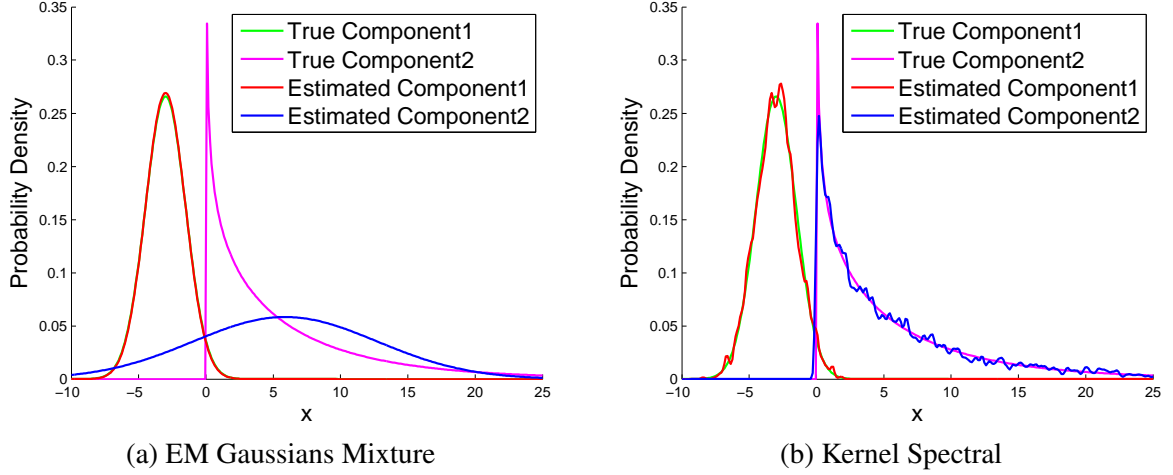 True Component1
True Component2
Estimated Component1
Estimated Component2
Probability Density
0.35
0.3
0.25
0.2
0.15
0.1
0.05
0
−10
−5
0
5
10
15
20
25
x
(a) EM Gaussians Mixture
True Component1
True Component2
Estimated Component1
Estimated Component2
Probability Density
0.35
0.3
0.25
0.2
0.15
0.1
0.05
0
−10
−5
0
5
10
15
20
25
x
(b) Kernel Spectral